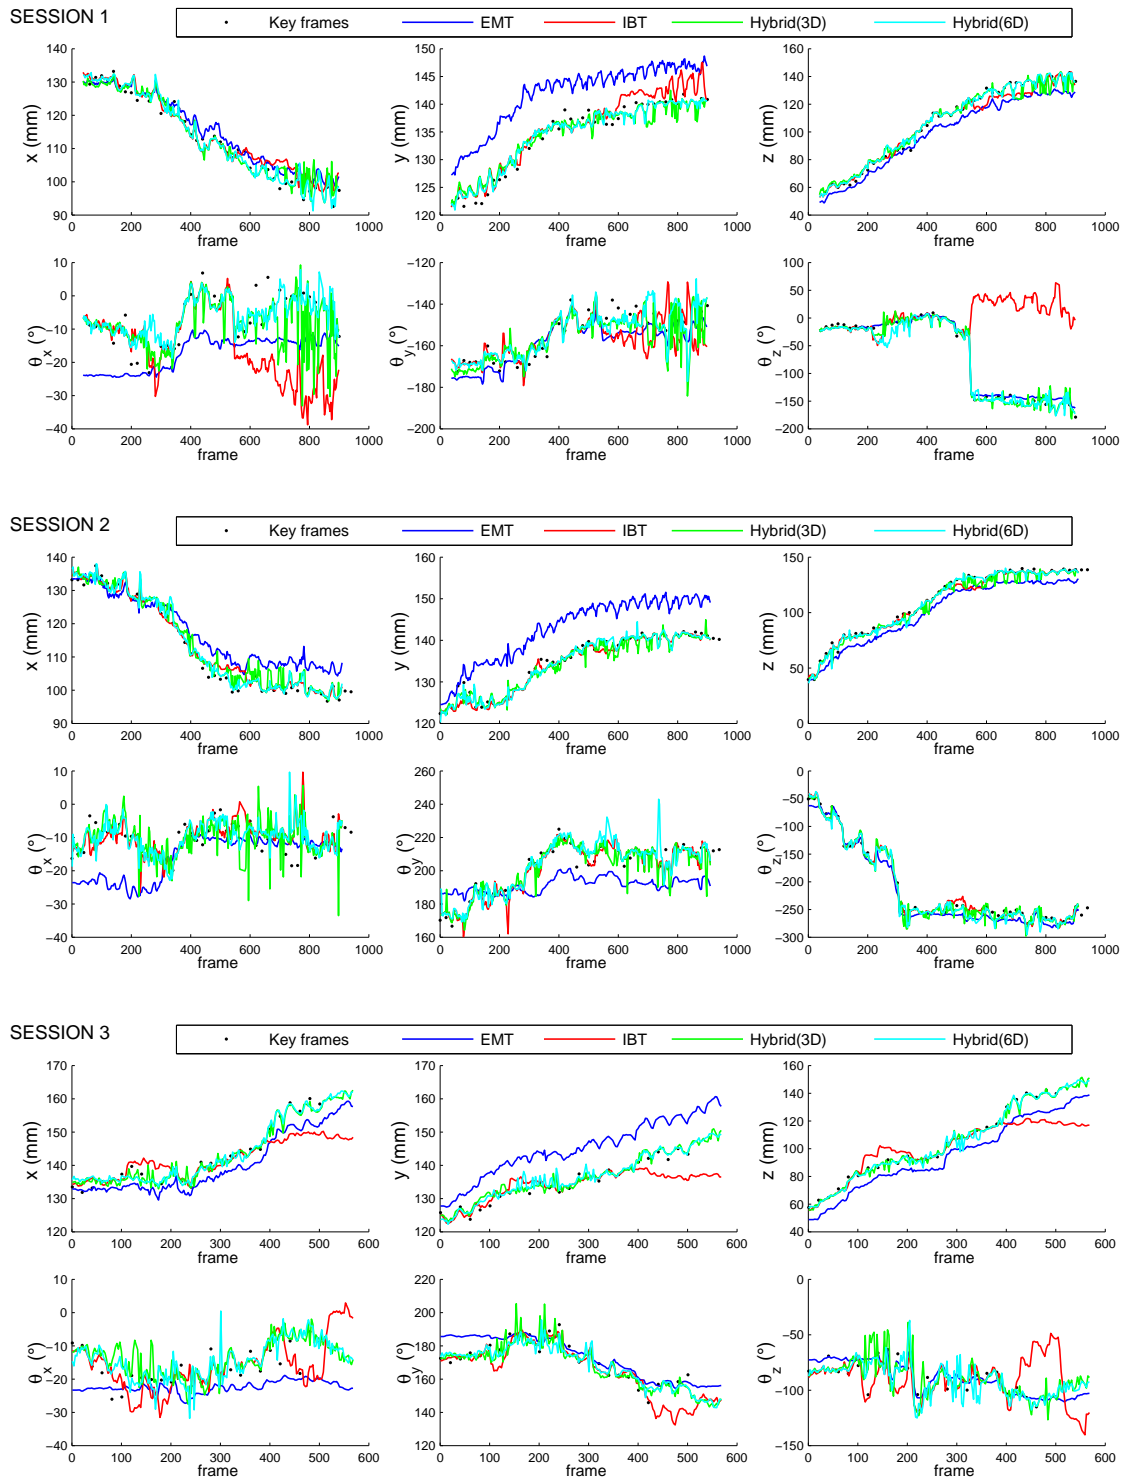 SESSION 1
Key frames EMT IBT Hybrid(3D) Hybrid(6D)
140 130 120 110 100 90
x (mm)
0 200 400 600 800 1000
frame
150 145 140 135 130 125 120
y (mm)
0 200 400 600 800 1000
frame
160 140 120 100 80 60 40
z (mm)
0 200 400 600 800 1000
frame
10 0 −10 −20 −30 −40
θx (°)
0 200 400 600 800 1000
frame
−120 −140 −160 −180 −200
θy (°)
0 200 400 600 800 1000
frame
100 50 0 −50 −100 −150 −200
θz (°)
0 200 400 600 800 1000
frame
SESSION 2
Key frames EMT IBT Hybrid(3D) Hybrid(6D)
140 130 120 110 100 90
x (mm)
0 200 400 600 800 1000
frame
160 150 140 130 120
y (mm)
0 200 400 600 800 1000
frame
150 100 50 0
z (mm)
0 200 400 600 800 1000
frame
10 0 −10 −20 −30 −40
θx (°)
0 200 400 600 800 1000
frame
260 240 220 200 180 160
θy (°)
0 200 400 600 800 1000
frame
0 −50 −100 −150 −200 −250 −300
θz (°)
0 200 400 600 800 1000
frame
SESSION 3
Key frames EMT IBT Hybrid(3D) Hybrid(6D)
170 160 150 140 130 120
x (mm)
0 100 200 300 400 500 600
frame
170 160 150 140 130 120
y (mm)
0 100 200 300 400 500 600
frame
160 140 120 100 80 60 40
z (mm)
0 100 200 300 400 500 600
frame
10 0 −10 −20 −30 −40
θx (°)
0 100 200 300 400 500 600
frame
220 200 180 160 140 120
θy (°)
0 100 200 300 400 500 600
frame
0 −50 −100 −150
θz (°)
0 100 200 300 400 500 600
frame